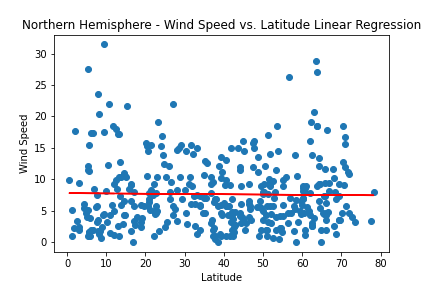 Northern Hemisphere - Wind Speed vs. Latitude Linear Regression
30
25
20
15
10
5
0
Wind Speed
0 10 20 30 40 50 60 70 80
Latitude